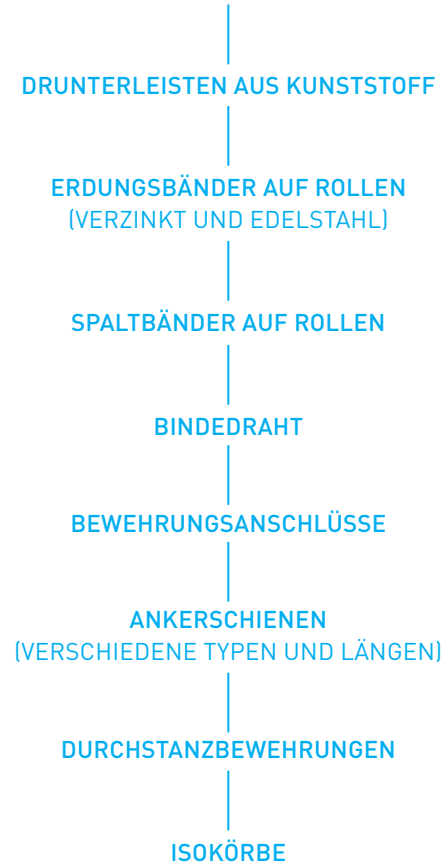 DRUNTERLEISTEN AUS KUNSTSTOFF
ERDUNGSBÄNDER AUF ROLLEN
(VERZINKT UND EDELSTAHL)
SPALTBÄNDER AUF ROLLEN
BINDEDRAHT
BEWEHRUNGSANSCHLÜSSE
ANKERSCHIENEN
(VERSCHIEDENE TYPEN UND LÄNGEN)
DURCHSTANZBEWEHRUNGEN
ISOKÖRBE